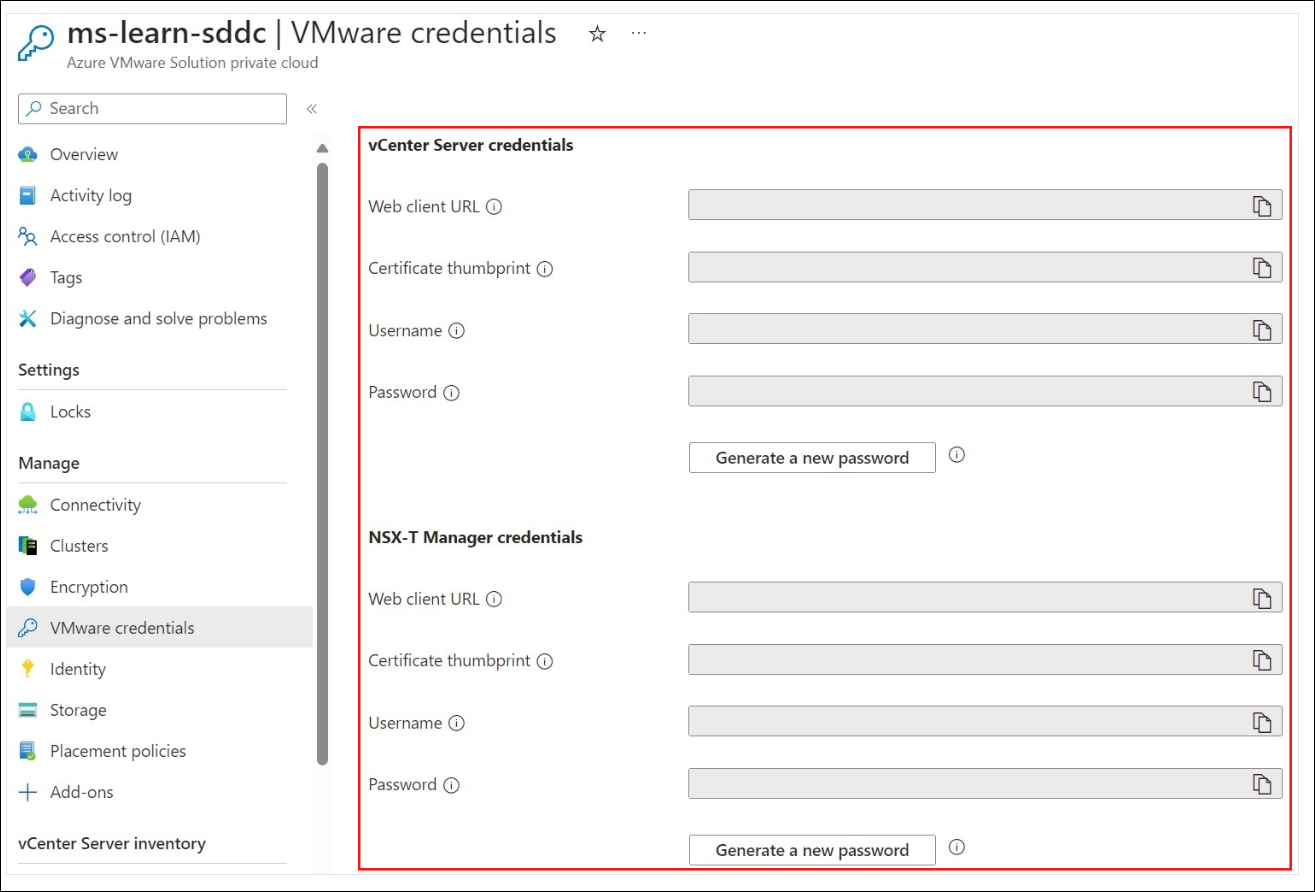 ms-learn-sddc | VMware credentials ☆ ···
Azure VMware Solution private cloud
Search «
Overview
Activity log
Access control (IAM)
Tags
Diagnose and solve problems
Settings
Locks
Manage
Connectivity
Clusters
Encryption
VMware credentials
Identity
Storage
Placement policies
Add-ons
vCenter Server inventory
vCenter Server credentials
Web client URL
Certificate thumbprint
Username
Password
Generate a new password
NSX-T Manager credentials
Web client URL
Certificate thumbprint
Username
Password
Generate a new password